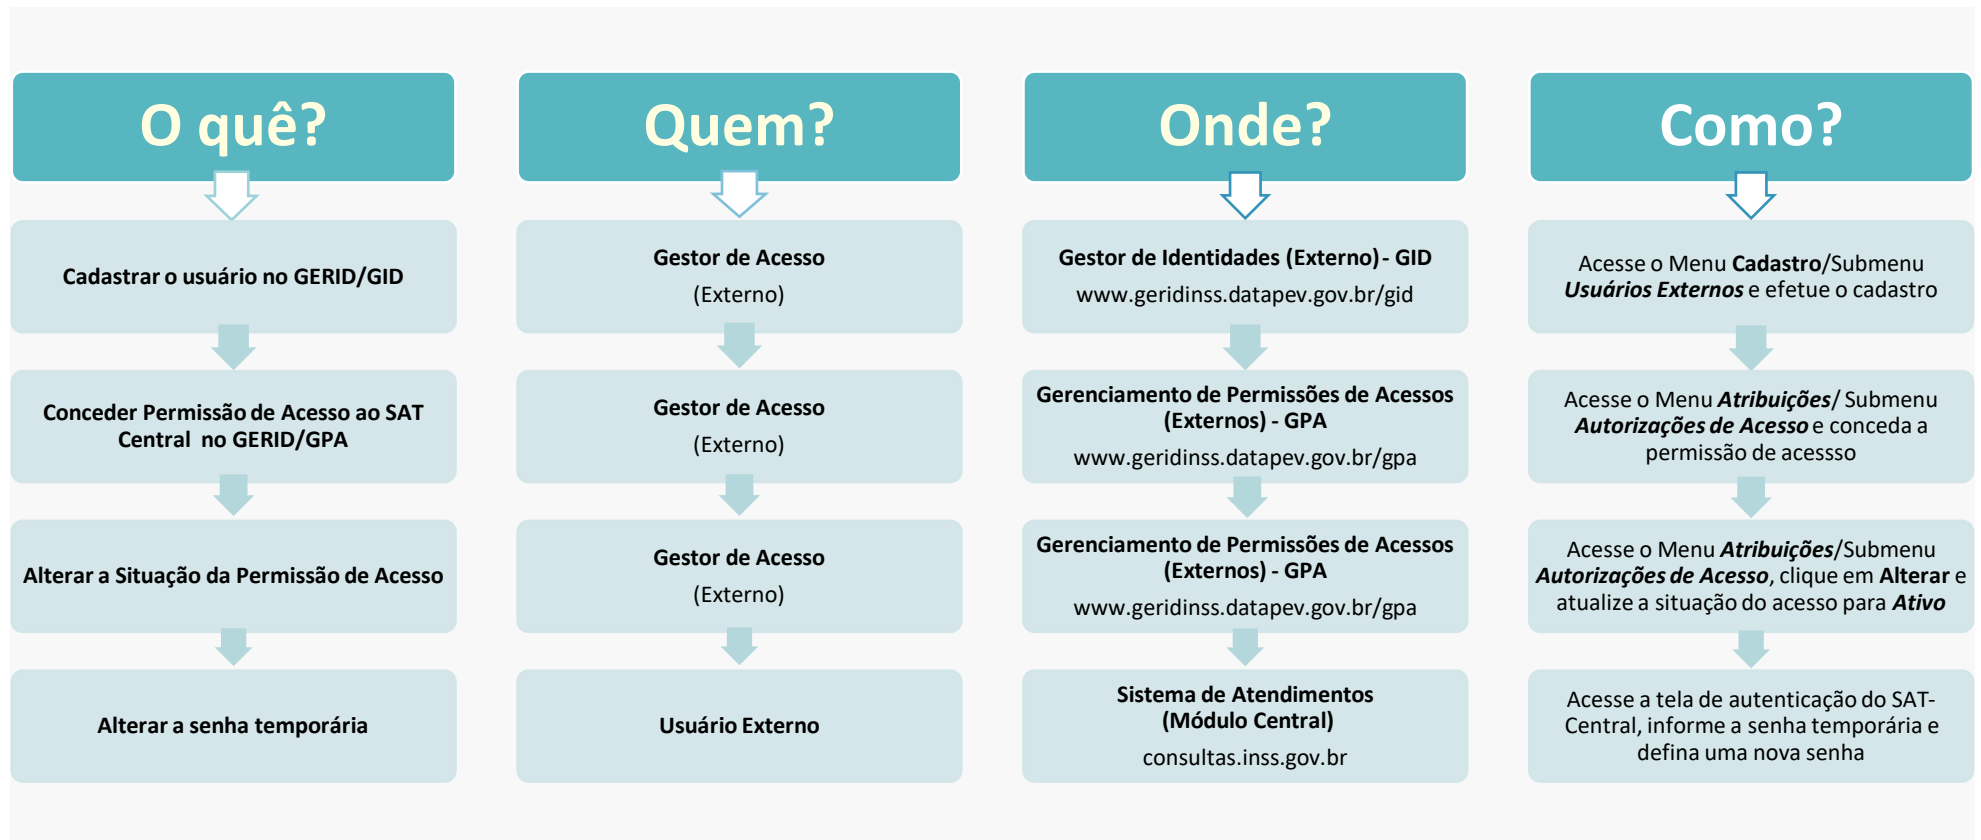 O quê?
Cadastrar o usuário no GERID/GID
Conceder Permissão de Acesso ao SAT
Central no GERID/GPA
Alterar a Situação da Permissão de Acesso
Alterar a senha temporária
Quem?
Gestor de Acesso
(Externo)
Gestor de Acesso
(Externo)
Gestor de Acesso
(Externo)
Usuário Externo
Onde?
Gestor de Identidades (Externo) - GID
www.geridinss.datapev.gov.br/gid
Gerenciamento de Permissões de Acessos
(Externos) - GPA
www.geridinss.datapev.gov.br/gpa
Gerenciamento de Permissões de Acessos
(Externos) - GPA
www.geridinss.datapev.gov.br/gpa
Sistema de Atendimentos
(Módulo Central)
consultas.inss.gov.br
Como?
Acesse o Menu Cadastro/Submenu
Usuários Externos e efetue o cadastro
Acesse o Menu Atribuições/ Submenu
Autorizações de Acesso e conceda a
permissão de acessso
Acesse o Menu Atribuições/Submenu
Autorizações de Acesso, clique em Alterar e
atualize a situação do acesso para Ativo
Acesse a tela de autenticação do SAT-
Central, informe a senha temporária e
defina uma nova senha